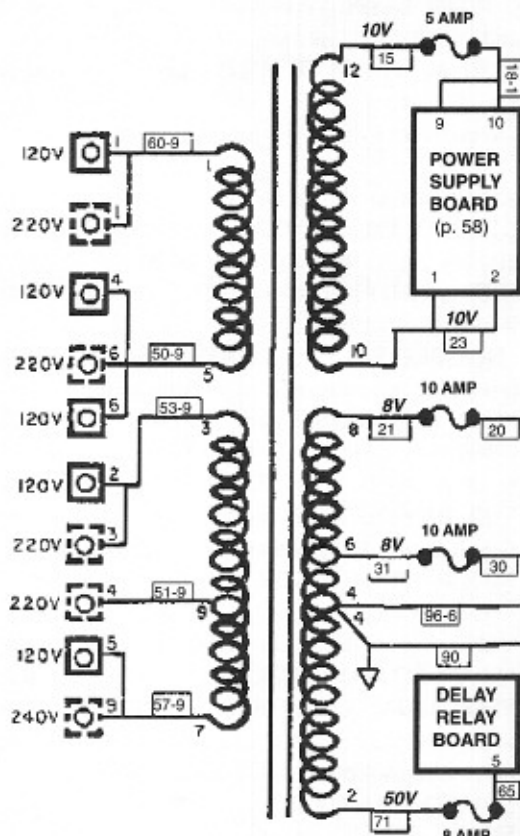 10V
5 AMP
12
15
18-1
120V 1 60-9 1
9 10
POWER
SUPPLY
BOARD
(p. 58)
220V 1
120V 4
1 2
10V
23
220V 6 50-9 5
10
120V 6
53-9 3
8V
10 AMP
8 21 20
120V 2
220V 3
6 8V
10 AMP
31 30
220V 4 51-9 9
4
96-6
4
90
120V 5
DELAY
RELAY
BOARD
5
65
240V 9 57-9 7
2 50V
71
8 AMP